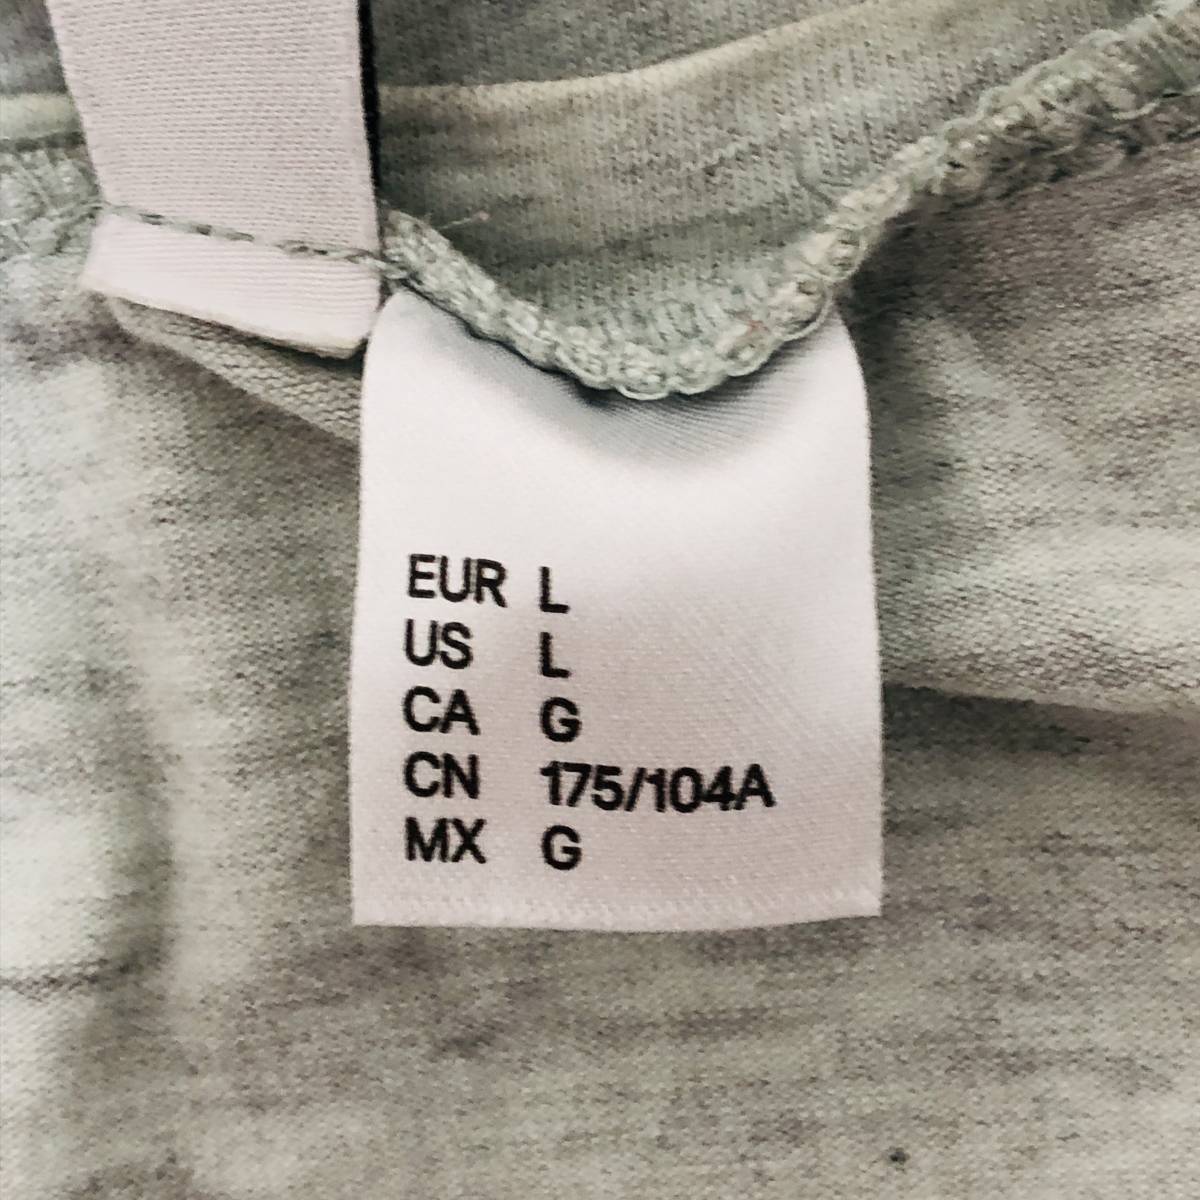 EUR L
US L
CA G
CN 175/104A
MX G